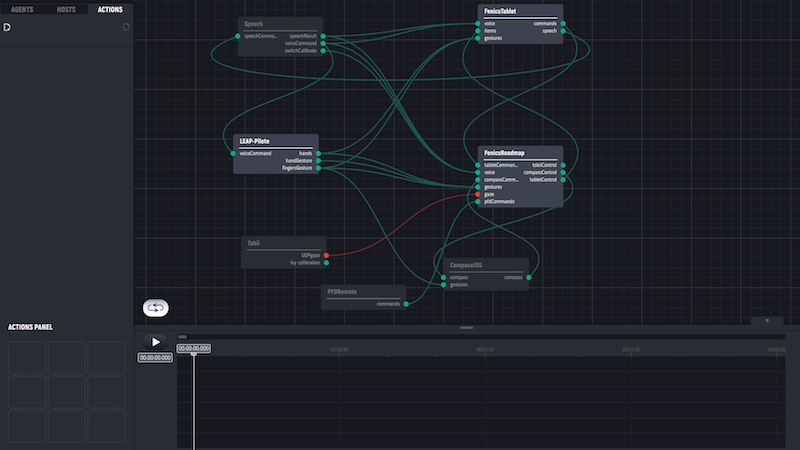 AGENTS HOSTS ACTIONS
Speech
speechComma... speechResult
voiceCommand
switchCalibrate
FenicsTablet
voice commands
items speech
gestures
LEAP-Pilote
voiceCommand hands
handGesture
fingersGesture
FenicsRoadmap
tabletComman... tobiiControl
voice compassControl
compassComm... tabletControl
gestures
gaze
pfdCommands
Tobii
UDPgaze
Ivy calibration
CompassIOS
compass compass
gestures
PFDRemote
commands
ACTIONS PANEL
00:00:00:000
00:00:00:000
00:00:30
00:01:00
00:01:30
00:02:00